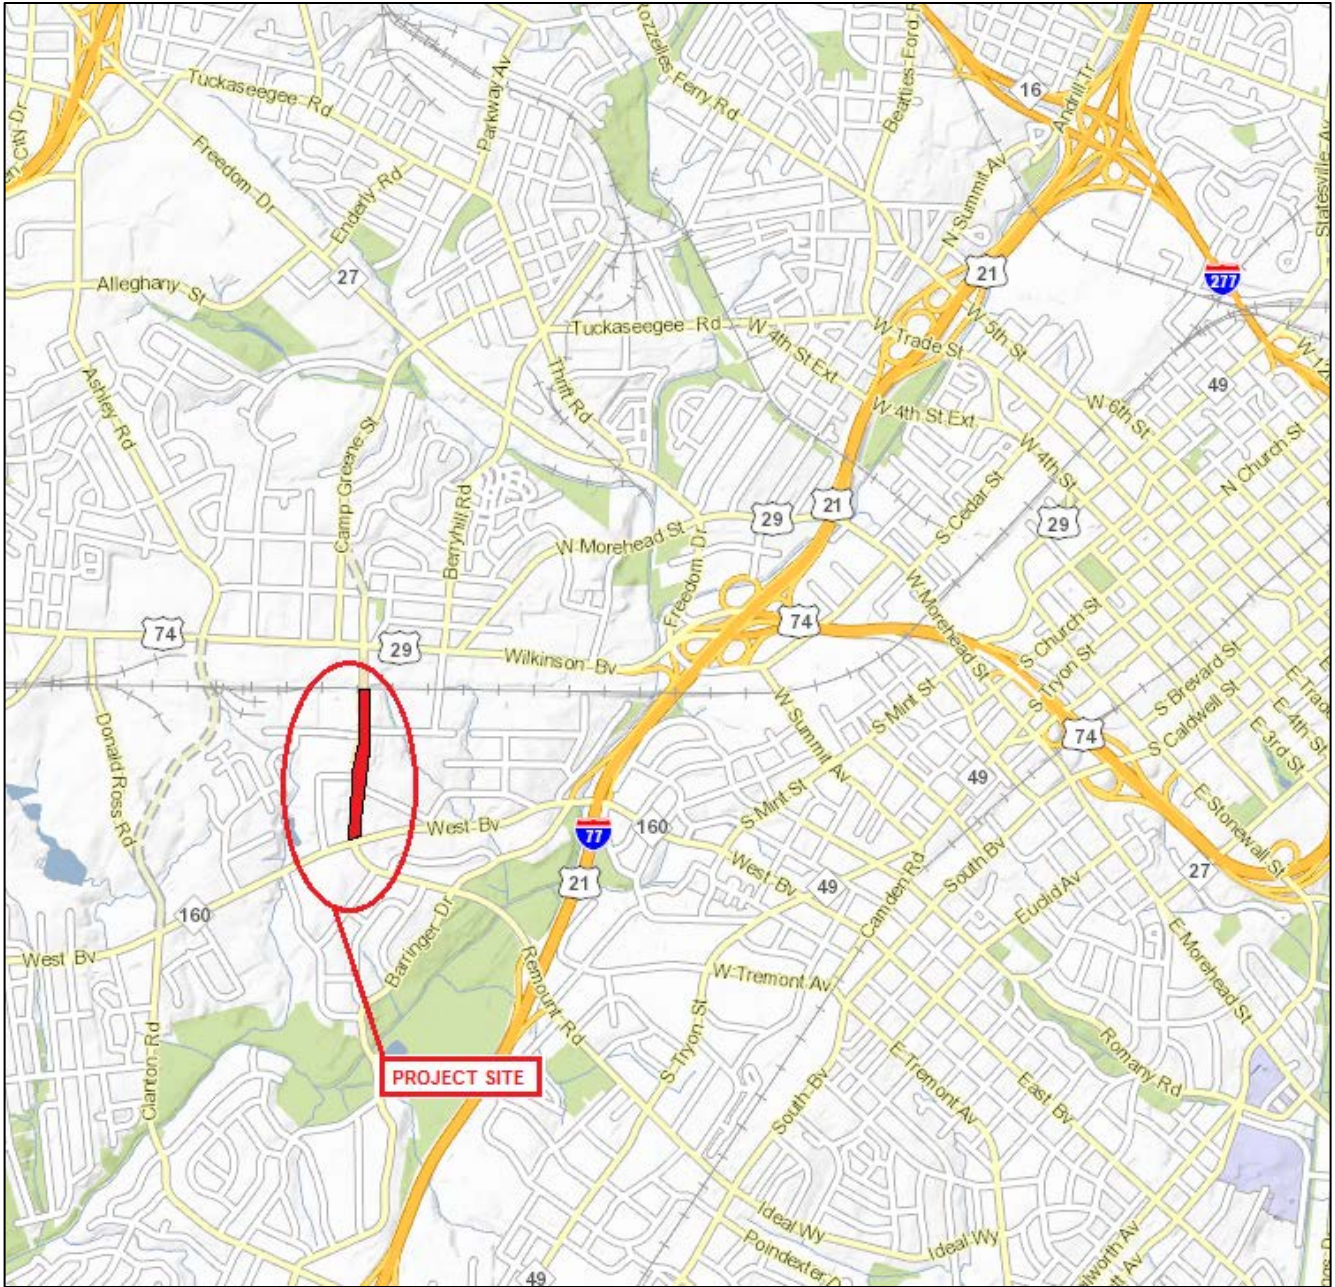 Tuckaseegee Rd
Parkway Av
Rozzelles Ferry Rd
Beatties Ford
16
Andrill Tr
City Dr
Freedom Dr
Enderly Rd
N Summit Av
Statesville Av
27
21
277
Alleghany St
Tuckaseegee Rd
W 4th St Ext
W Trade St
W 5th St
49
Ashley Rd
Thrift Rd
W 4th St Ext
W 6th St
W 4th St
N Church St
Camp Greene St
Berryhill Rd
W Morehead St
29
21
S Cedar St
29
Freedom Dr
W Morehead St
74
29
Wilkinson Bv
74
S Church St
S Tryon St
S Brevard St
E Trade
E 4th St
E 3rd St
Donald Ross Rd
W Summit Av
S Mint St
74
S Caldwell St
49
S Mint St
E Stonewall St
West Bv
77
160
West Bv
49
Camden Rd
South Bv
Euclid Av
27
21
160
West Bv
Barringer Dr
Remount Rd
W Tremont Av
E Morehead St
Clanton Rd
PROJECT SITE
S Tryon St
E Tremont Av
East Bv
Romany Rd
South Bv
Ideal Wy
Poindexter
Ideal Wy
49